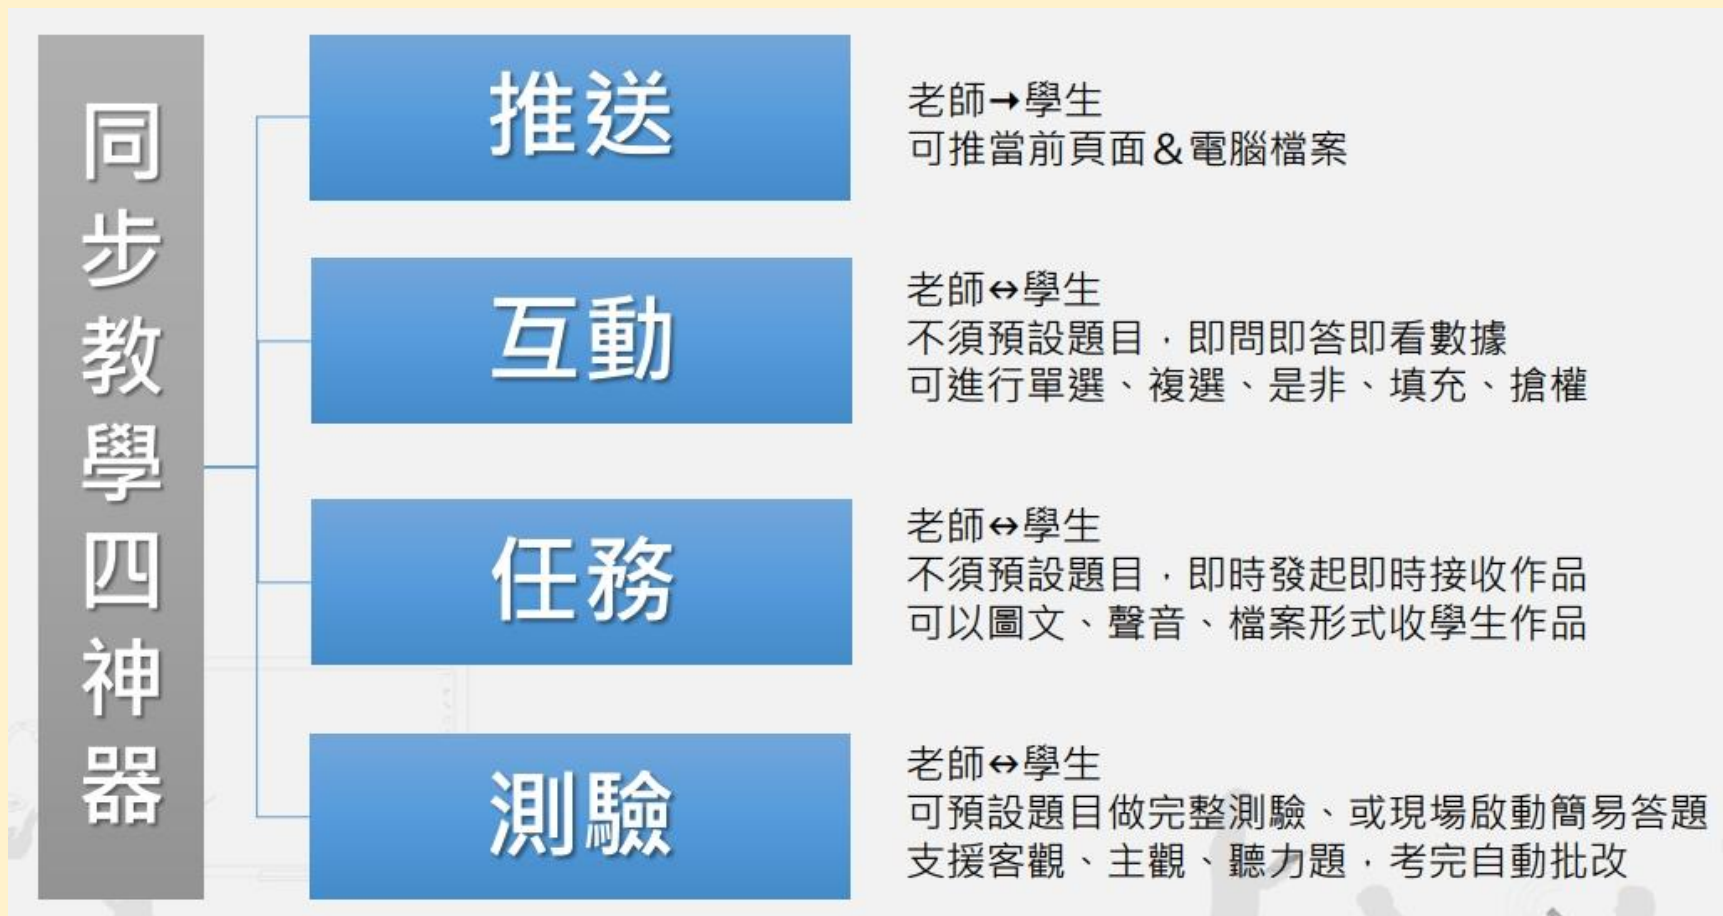 同步教學四神器
推送
老師→學生
可推當前頁面＆電腦檔案
互動
老師↔學生
不須預設題目，即問即答即看數據
可進行單選、複選、是非、填充、搶權
任務
老師↔學生
不須預設題目，即時發起即時接收作品
可以圖文、聲音、檔案形式收學生作品
測驗
老師↔學生
可預設題目做完整測驗、或現場啟動簡易答題
支援客觀、主觀、聽力題，考完自動批改